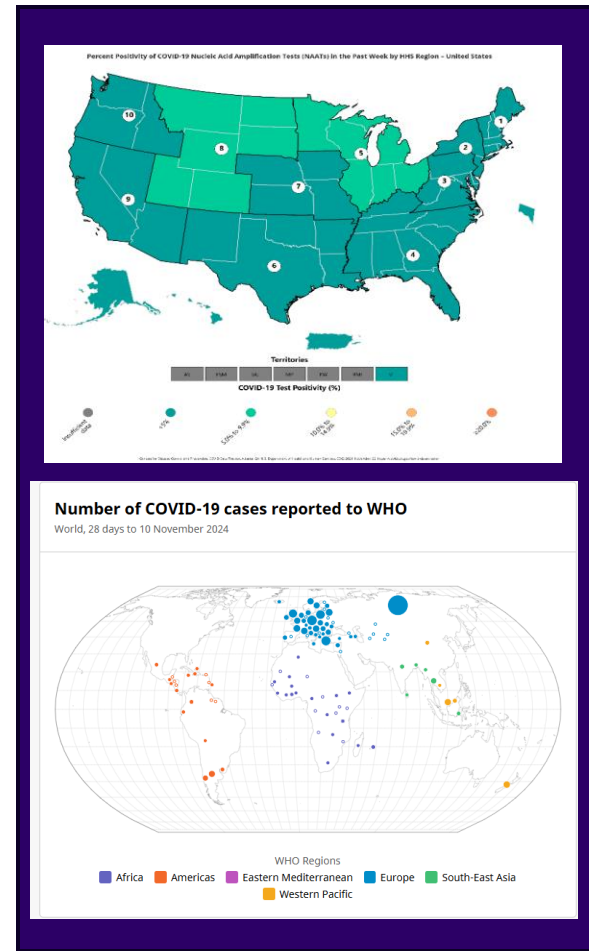 Percent Positivity of COVID-19 Nucleic Acid Amplification Tests (NAATs) in the Past Week by HHS Region – United States
10
1
8
5
2
7
3
9
4
6
Territories
COVID-19 Test Positivity (%)
Insufficient data
<5%
5.0% to 9.9%
10.0% to 14.9%
15.0% to 19.9%
≥20.0%
Number of COVID-19 cases reported to WHO
World, 28 days to 10 November 2024
WHO Regions
Africa Americas Eastern Mediterranean Europe South-East Asia
Western Pacific